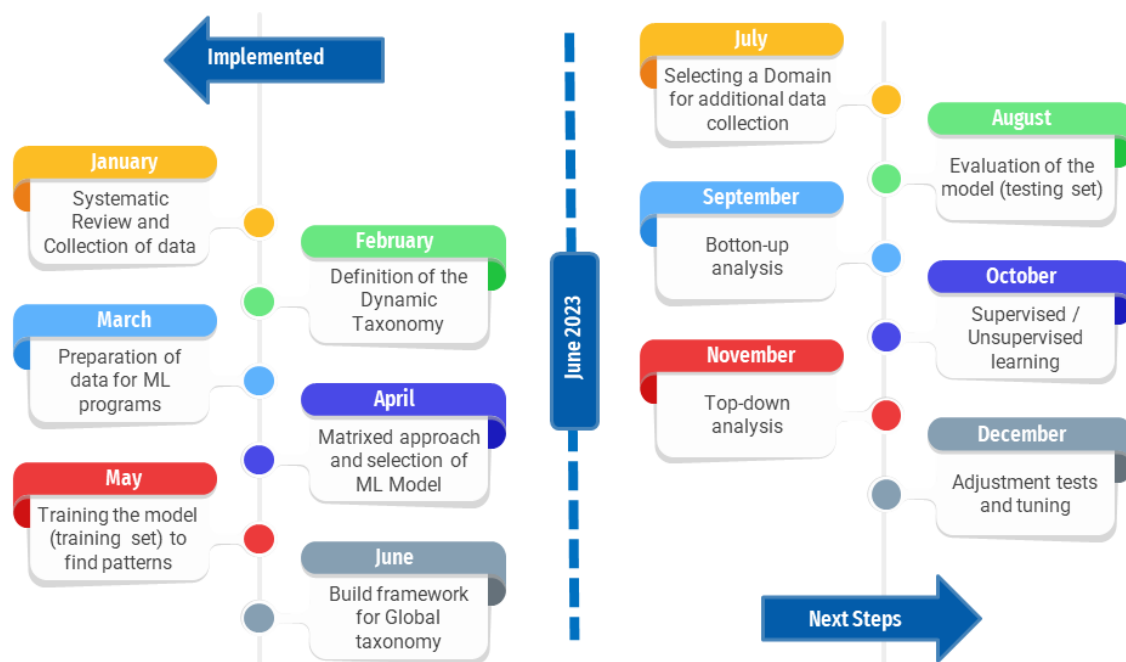 Implemented
January
Systematic
Review and
Collection of data
February
Definition of the
Dynamic
Taxonomy
March
Preparation of
data for ML
programs
April
Matrixed approach
and selection of
ML Model
May
Training the model
(training set) to
find patterns
June
Build framework
for Global
taxonomy
June 2023
July
Selecting a Domain
for additional data
collection
August
Evaluation of the
model (testing set)
September
Botton-up
analysis
October
Supervised /
Unsupervised
learning
November
Top-down
analysis
December
Adjustment tests
and tuning
Next Steps